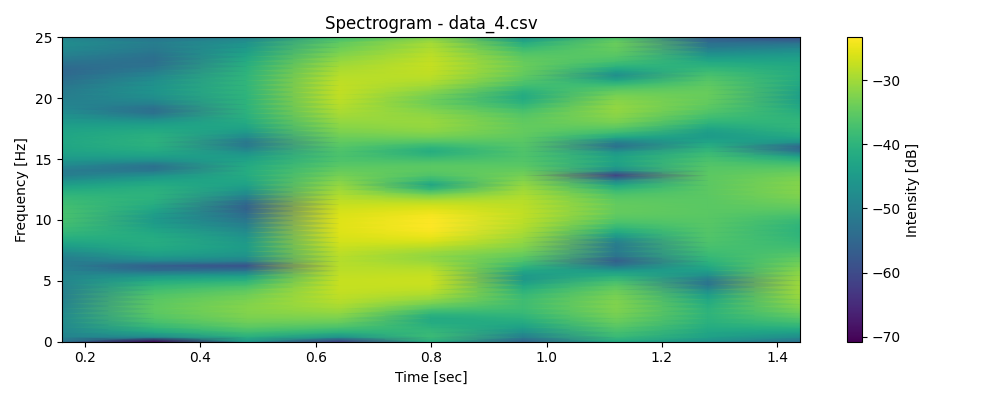 Spectrogram - data_4.csv
25
20
15
10
5
0
Frequency [Hz]
0.2 0.4 0.6 0.8 1.0 1.2 1.4
Time [sec]
−30
−40
−50
−60
−70
Intensity [dB]